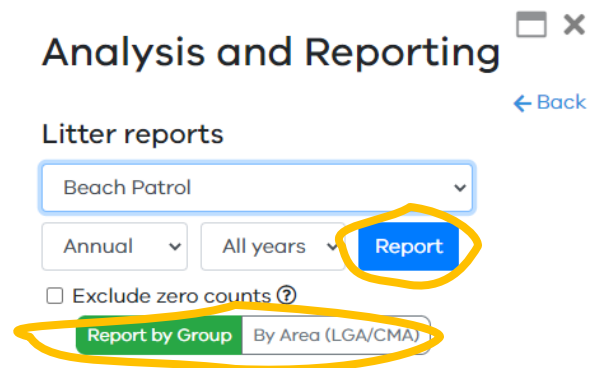 Analysis and Reporting
← Back
Litter reports
Beach Patrol
Annual All years Report
Exclude zero counts ?
Report by Group By Area (LGA/CMA)